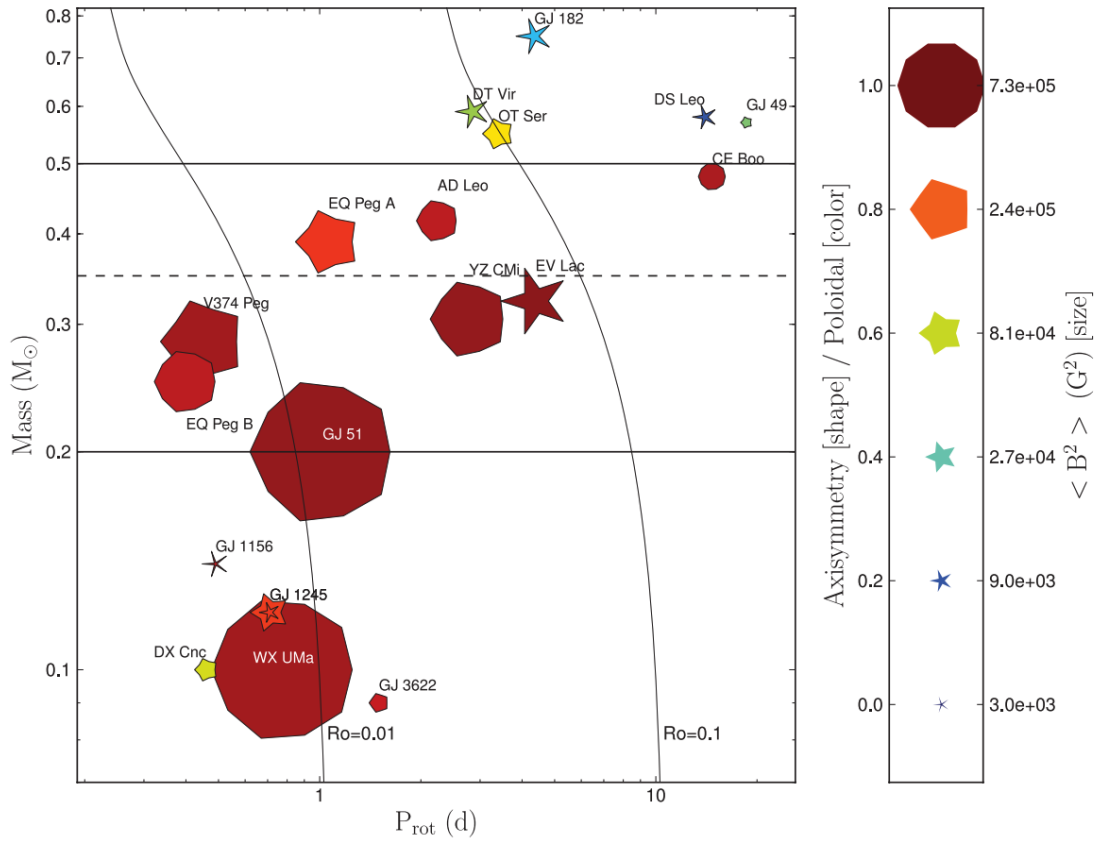 0.8
0.7
0.6
0.5
0.4
0.3
0.2
0.1
Mass (M⊙)
GJ 182
DT Vir
OT Ser
DS Leo
GJ 49
CE Boo
AD Leo
EQ Peg A
YZ CMi
EV Lac
V374 Peg
EQ Peg B
GJ 51
GJ 1156
GJ 1245
DX Cnc
WX UMa
GJ 3622
Ro=0.01
Ro=0.1
1
10
Prot (d)
Axisymmetry [shape] / Poloidal [color]
1.0
0.8
0.6
0.4
0.2
0.0
7.3e+05
2.4e+05
8.1e+04
2.7e+04
9.0e+03
3.0e+03
< B² > (G²) [size]